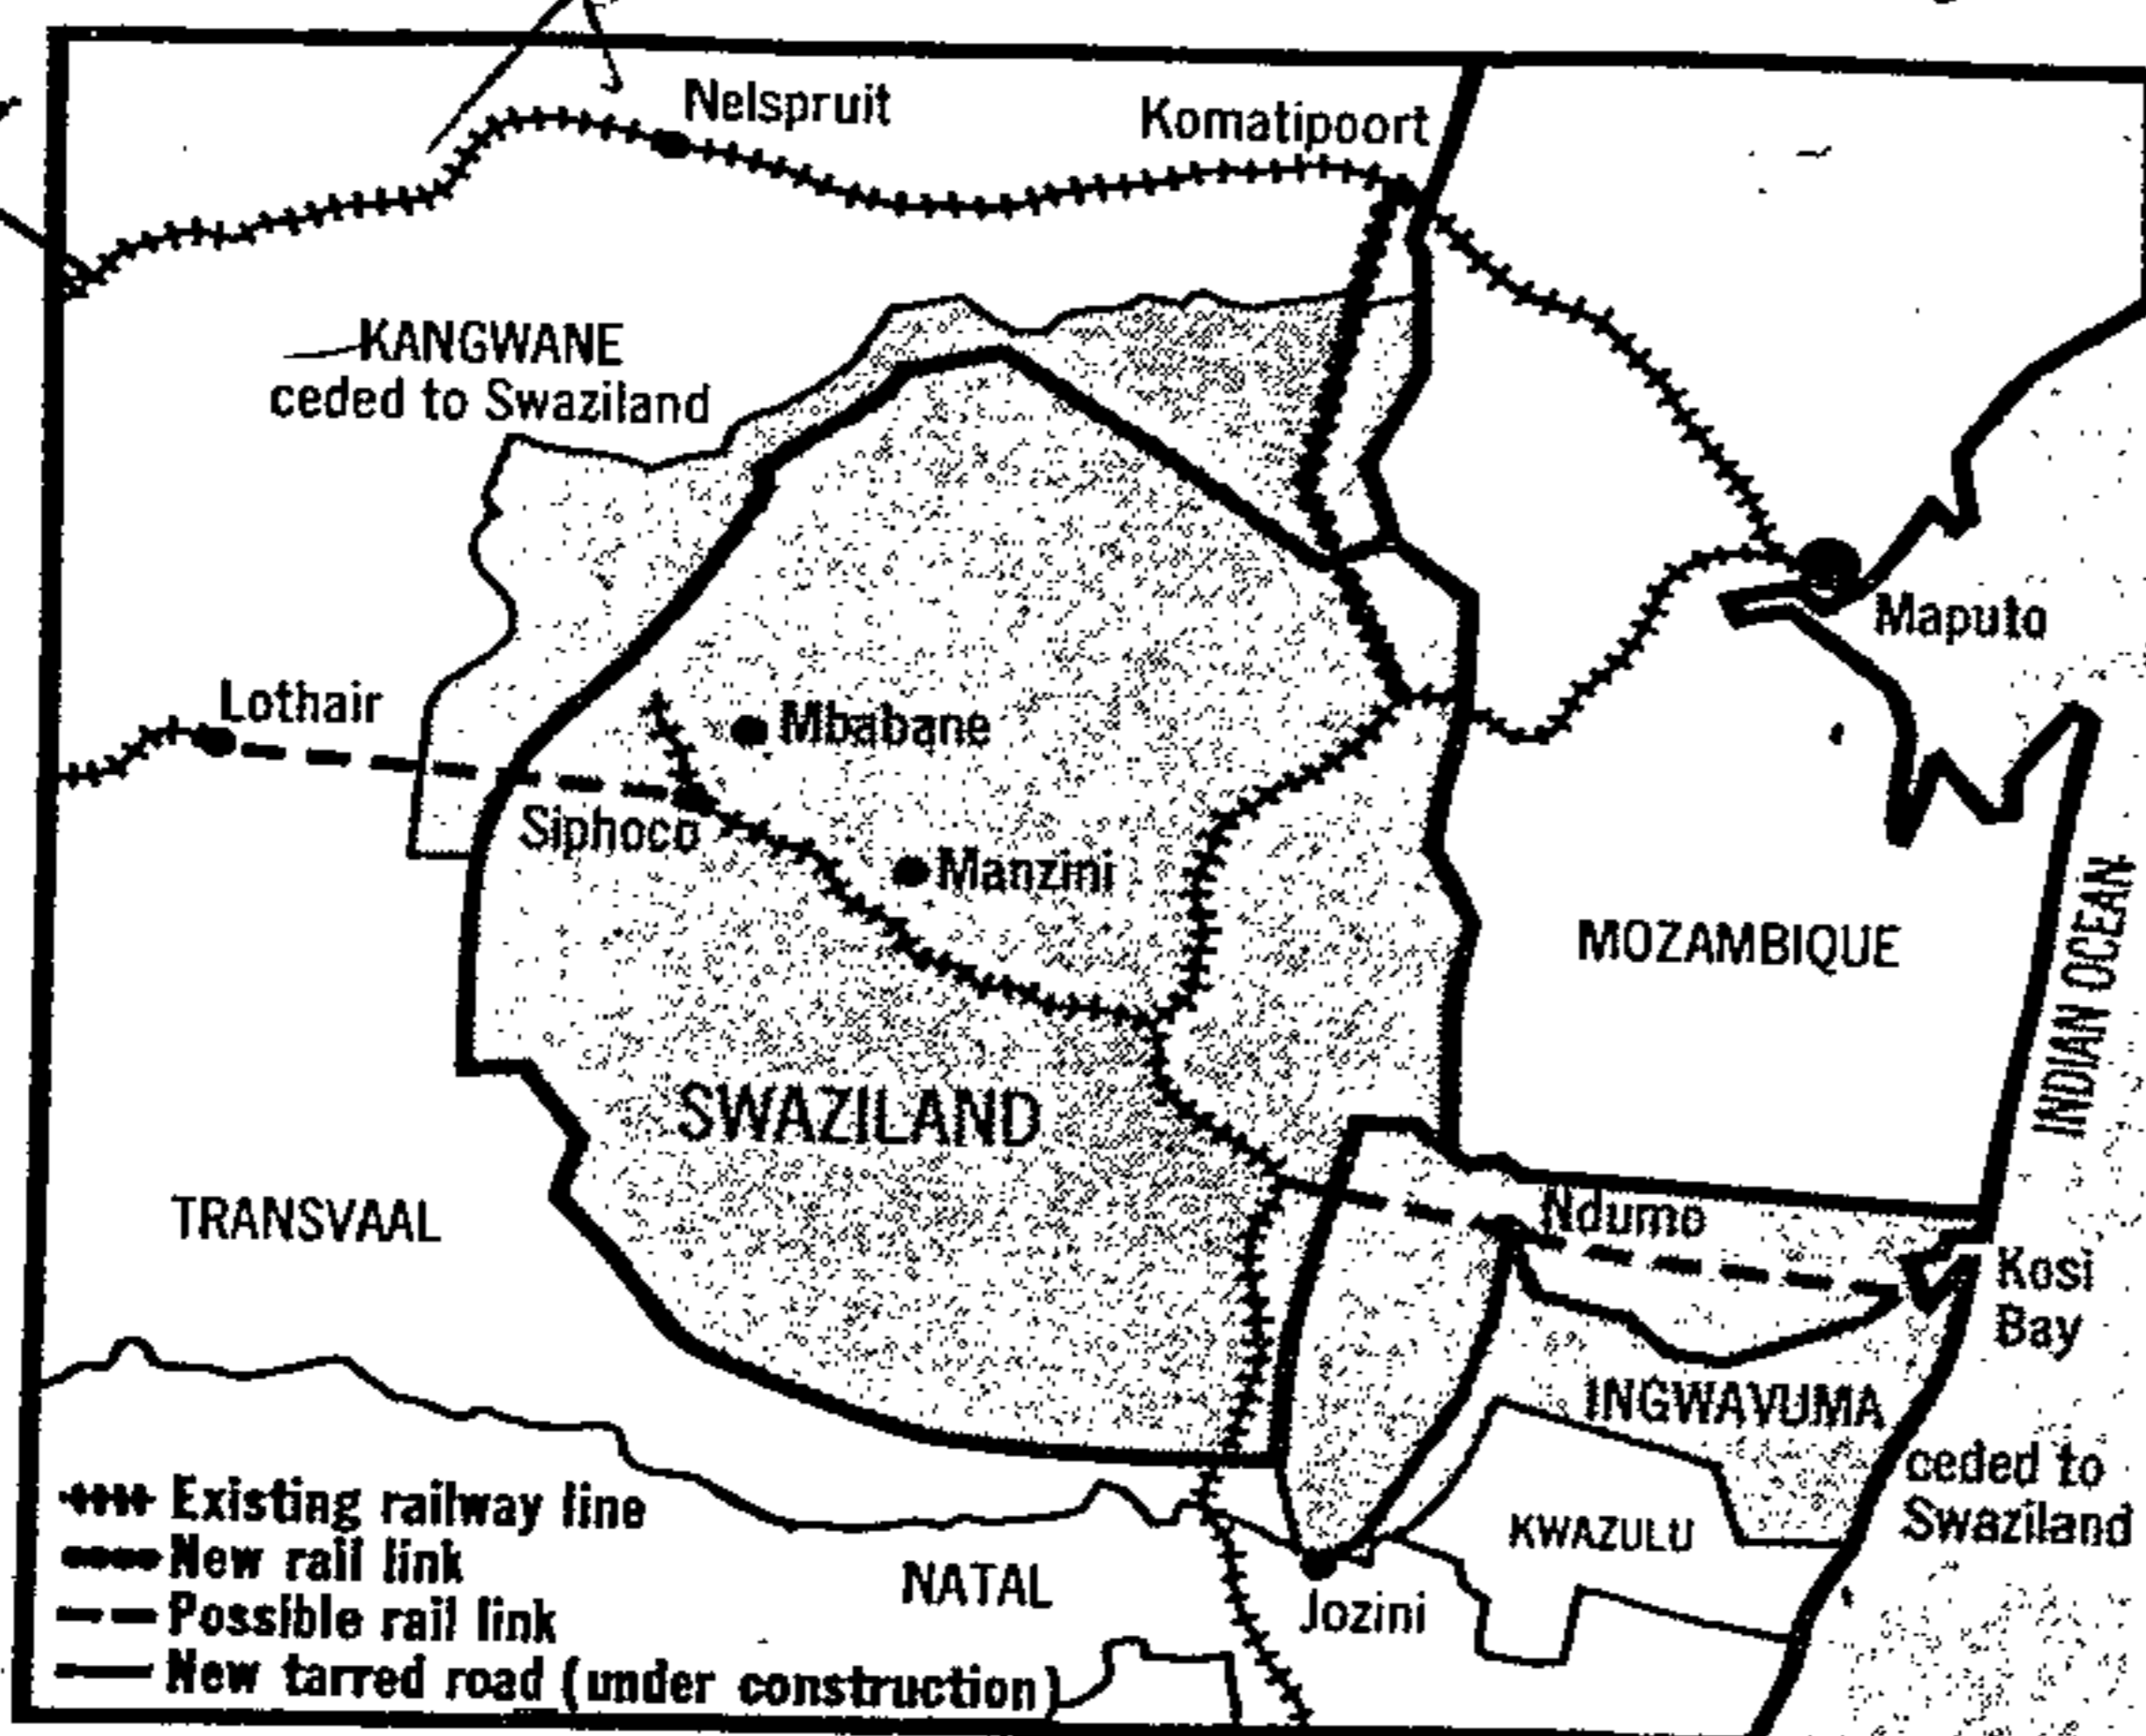 Nelspruit
Komatipoort
KANGWANE
ceded to Swaziland
Maputo
Lothair
Mbabane
Siphoco
Manzini
MOZAMBIQUE
INDIAN OCEAN
SWAZILAND
TRANSVAAL
Ndumo
Kosi
Bay
INGWAVUMA
ceded to
Swaziland
KWAZULU
NATAL
Jozini
Existing railway line
New rail link
Possible rail link
New tarred road (under construction)